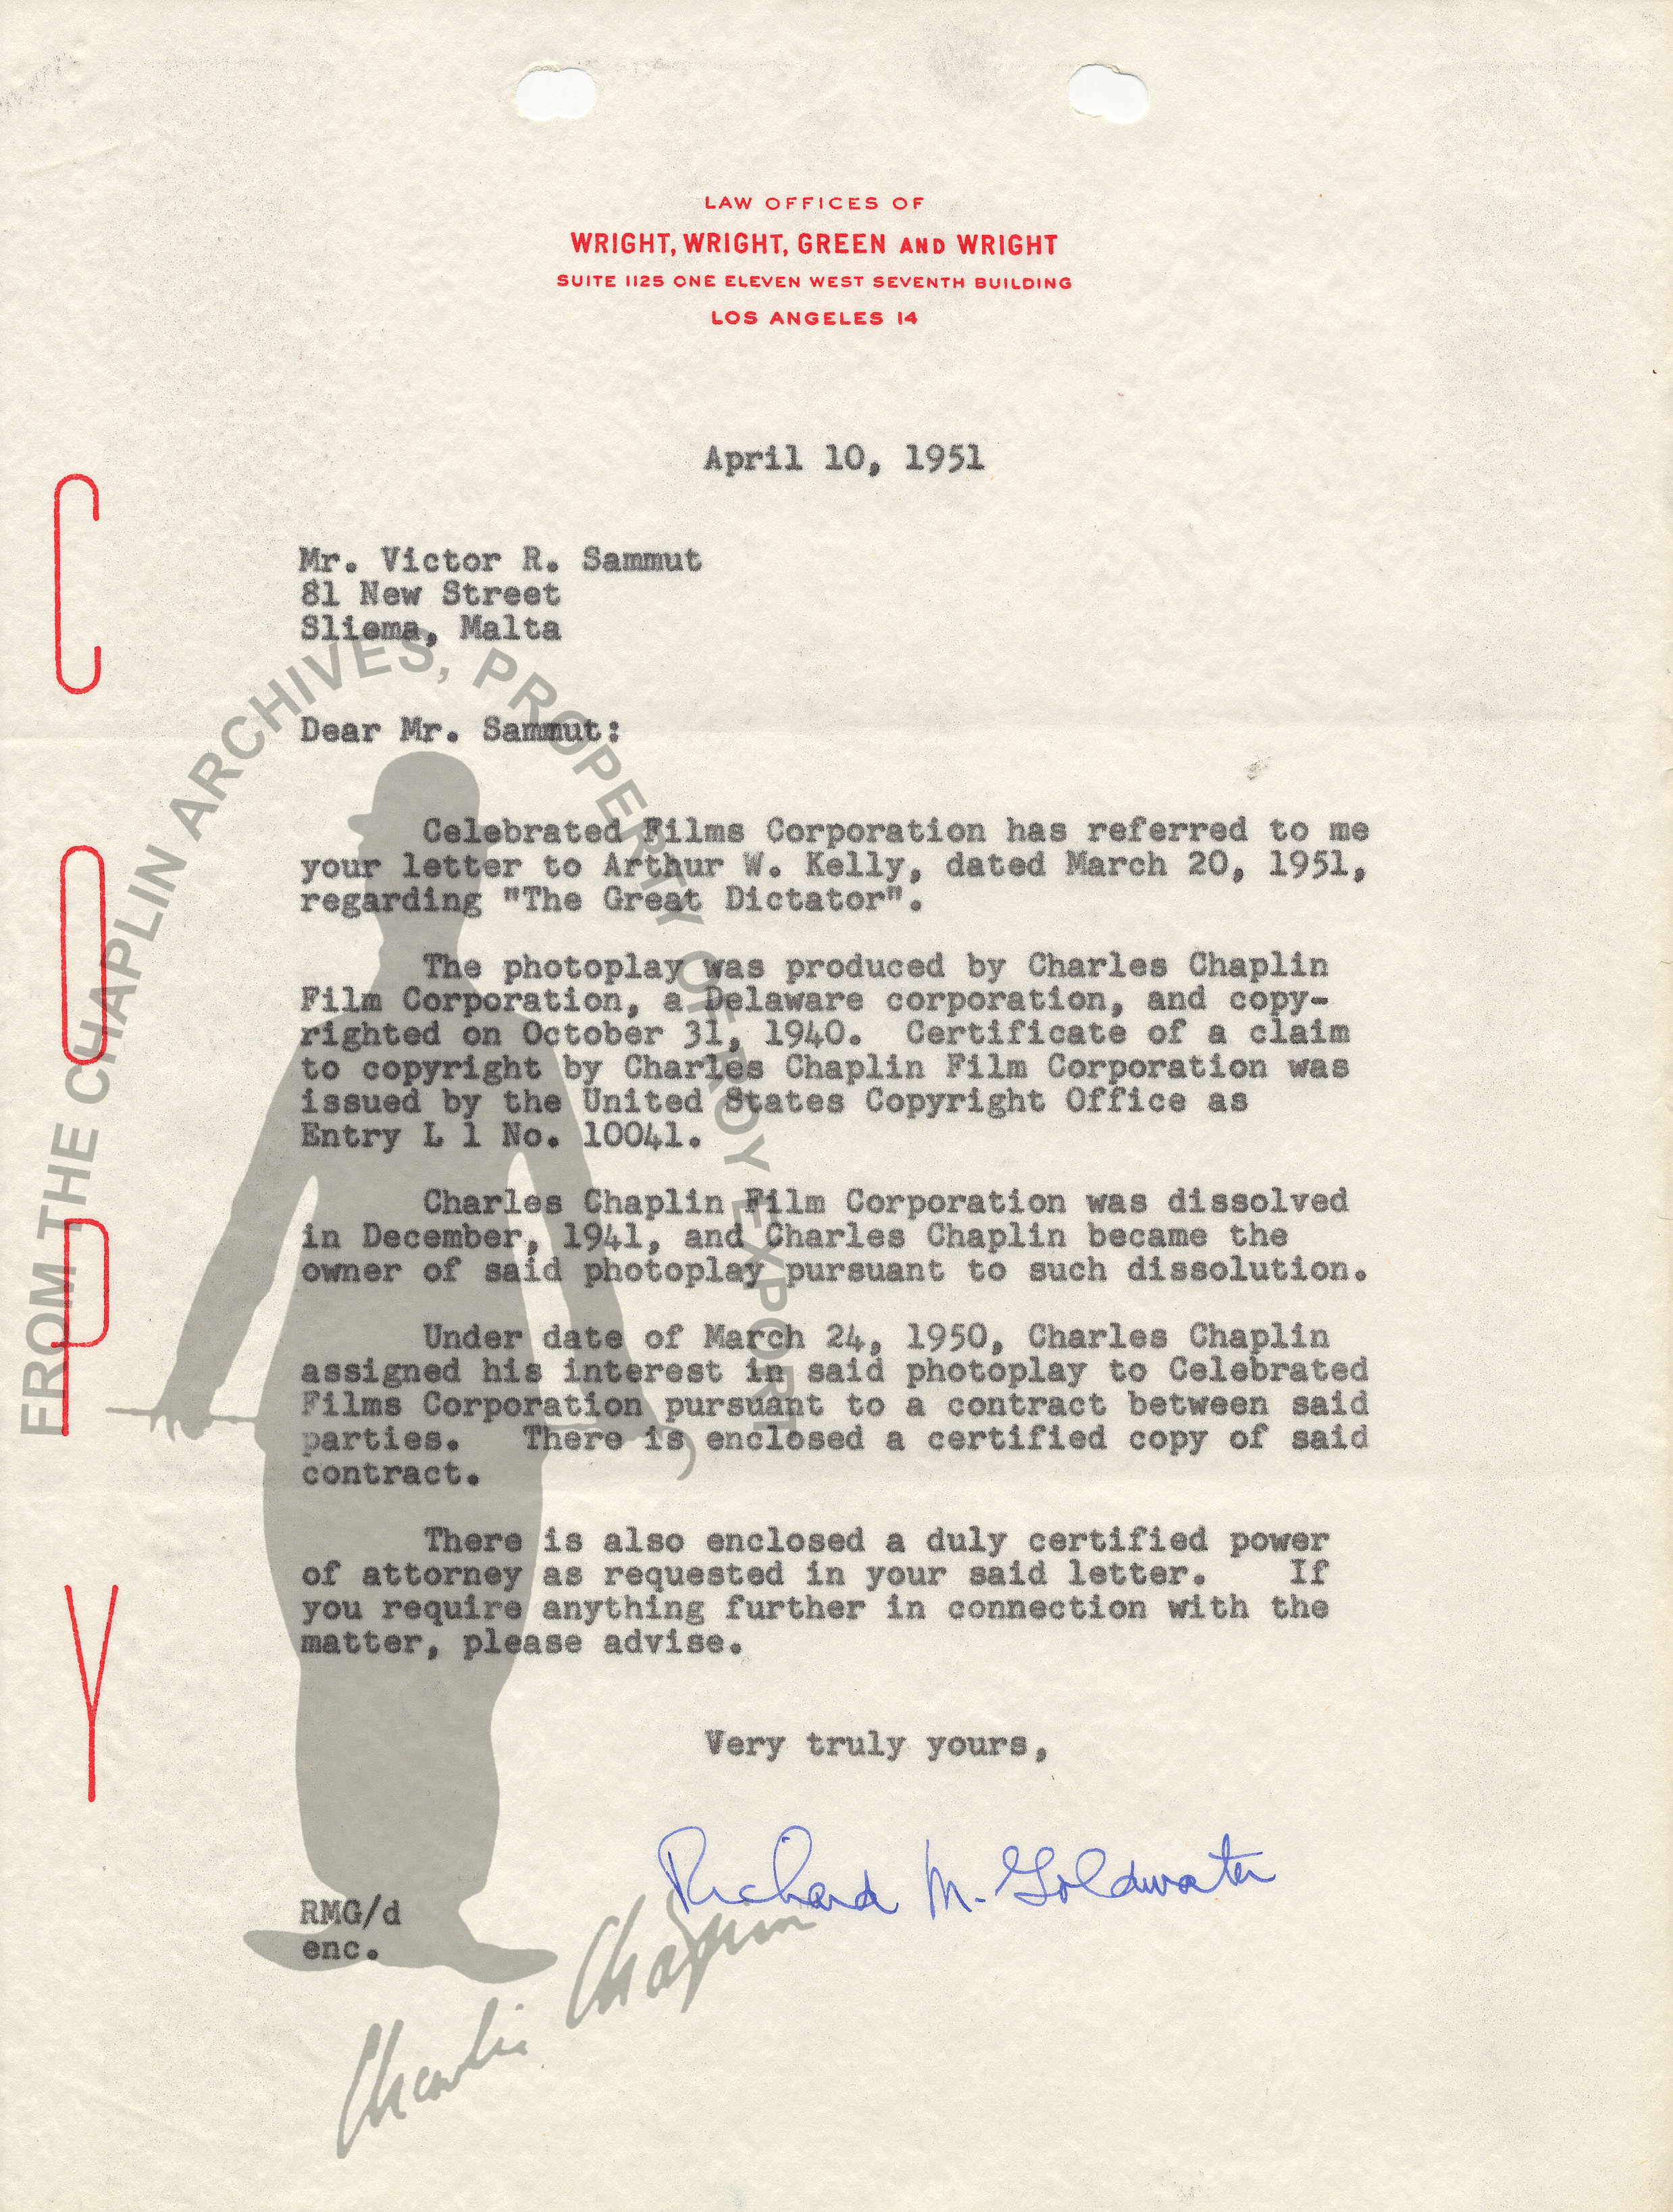 LAW OFFICES OF
WRIGHT, WRIGHT, GREEN AND WRIGHT
SUITE 1125 ONE ELEVEN WEST SEVENTH BUILDING
LOS ANGELES 14
April 10, 1951
Mr. Victor R. Sammut
81 New Street
Sliema, Malta
Dear Mr. Sammut:
Celebrated Films Corporation has referred to me
your letter to Arthur W. Kelly, dated March 20, 1951,
regarding "The Great Dictator".
The photoplay was produced by Charles Chaplin
Film Corporation, a Delaware corporation, and copy-
righted on October 31, 1940. Certificate of a claim
to copyright by Charles Chaplin Film Corporation was
issued by the United States Copyright Office as
Entry L 1 No. 10041.
Charles Chaplin Film Corporation was dissolved
in December, 1941, and Charles Chaplin became the
owner of said photoplay pursuant to such dissolution.
Under date of March 24, 1950, Charles Chaplin
assigned his interest in said photoplay to Celebrated
Films Corporation pursuant to a contract between said
parties. There is enclosed a certified copy of said
contract.
There is also enclosed a duly certified power
of attorney as requested in your said letter. If
you require anything further in connection with the
matter, please advise.
Very truly yours,
Richard M. Goldwater
RMG/d
enc.
COPY
FROM THE CHAPLIN ARCHIVES, PROPERTY OF ROY EXPORT
Charlie Chaplin